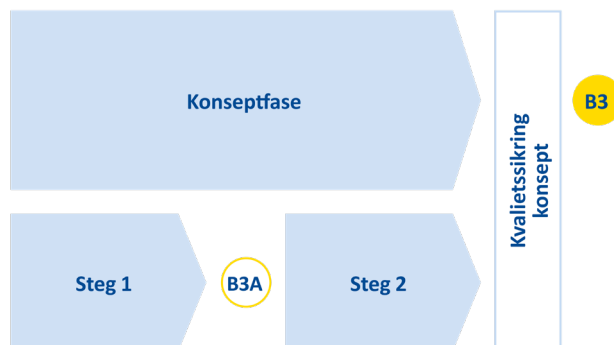 Konseptfase
Kvalietssikring
konsept
B3
Steg 1
B3A
Steg 2